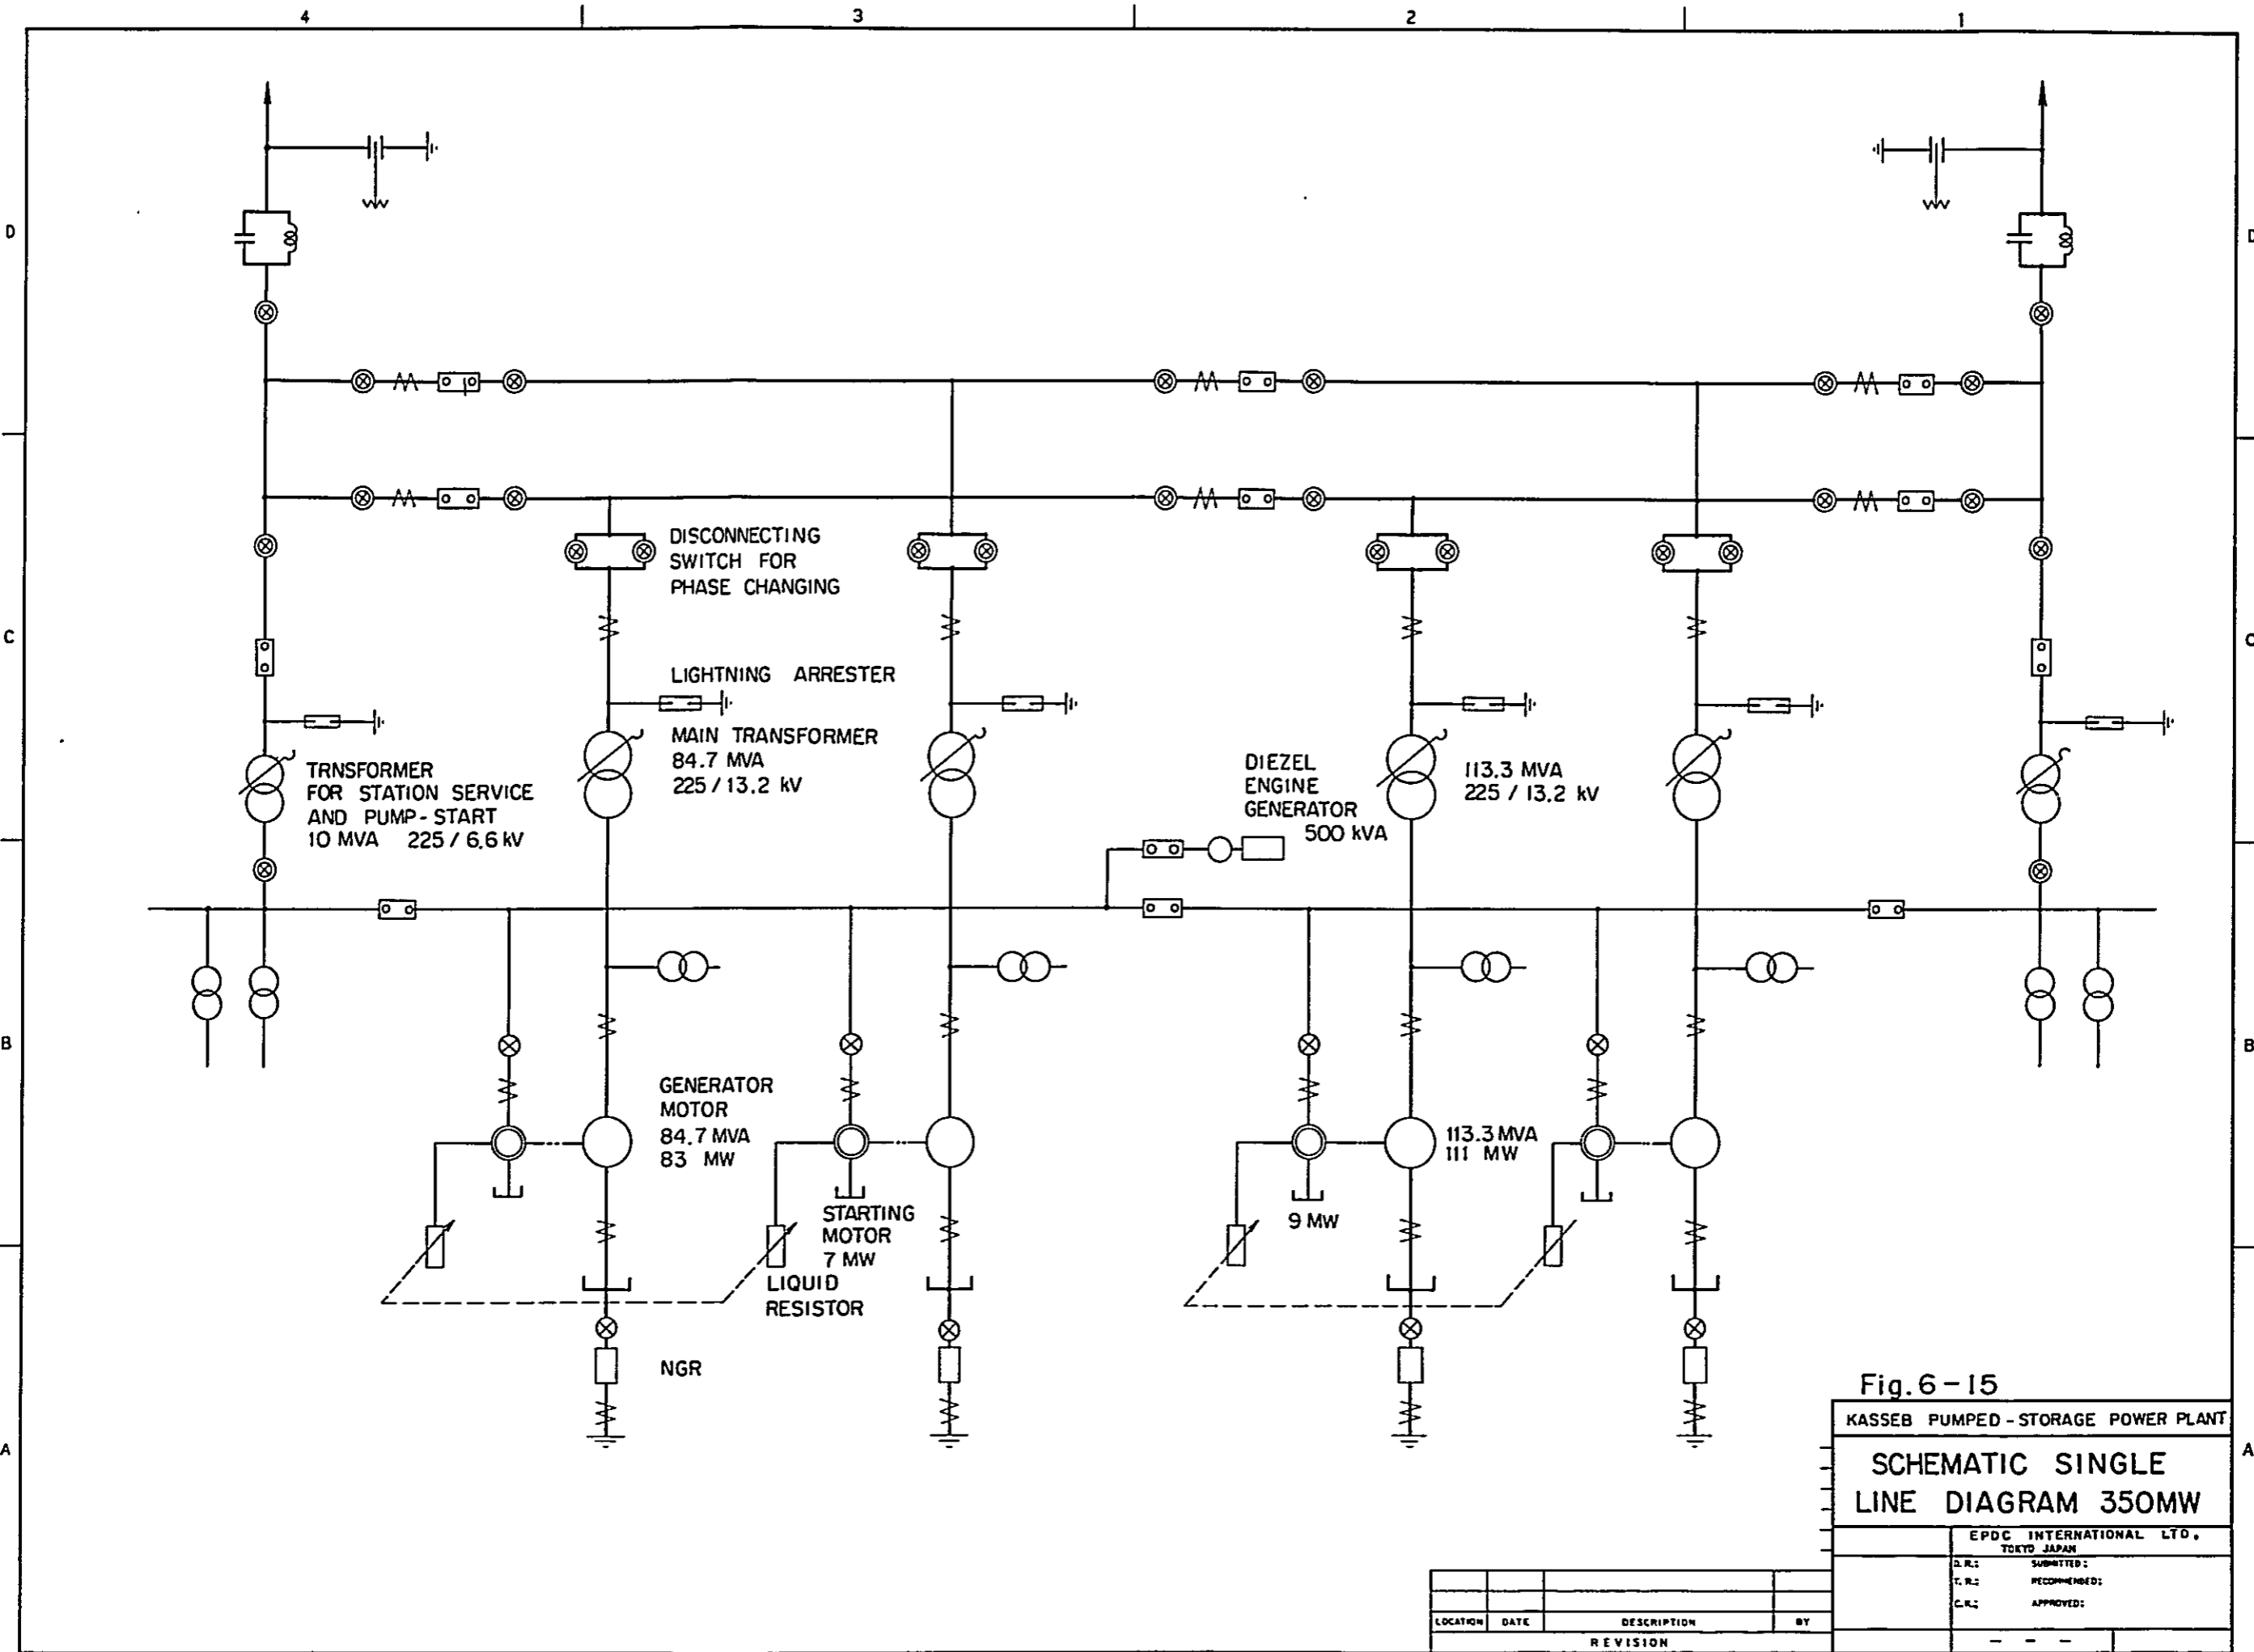 4 3 2 1
D D
C C
B B
A A
DISCONNECTING
SWITCH FOR
PHASE CHANGING
LIGHTNING ARRESTER
MAIN TRANSFORMER
84.7 MVA
225 / 13.2 kV
TRNSFORMER
FOR STATION SERVICE
AND PUMP-START
10 MVA 225 / 6.6 kV
DIEZEL
ENGINE
GENERATOR
500 kVA
113.3 MVA
225 / 13.2 kV
GENERATOR
MOTOR
84.7 MVA
83 MW
STARTING
MOTOR
7 MW
LIQUID
RESISTOR
113.3 MVA
111 MW
9 MW
NGR
Fig. 6-15
KASSEB PUMPED-STORAGE POWER PLANT
SCHEMATIC SINGLE
LINE DIAGRAM 350MW
EPDC INTERNATIONAL LTD.
TOKYO JAPAN
D.R.: SUBMITTED:
T.R.: RECOMMENDED:
C.K.: APPROVED:
LOCATION DATE DESCRIPTION BY
REVISION